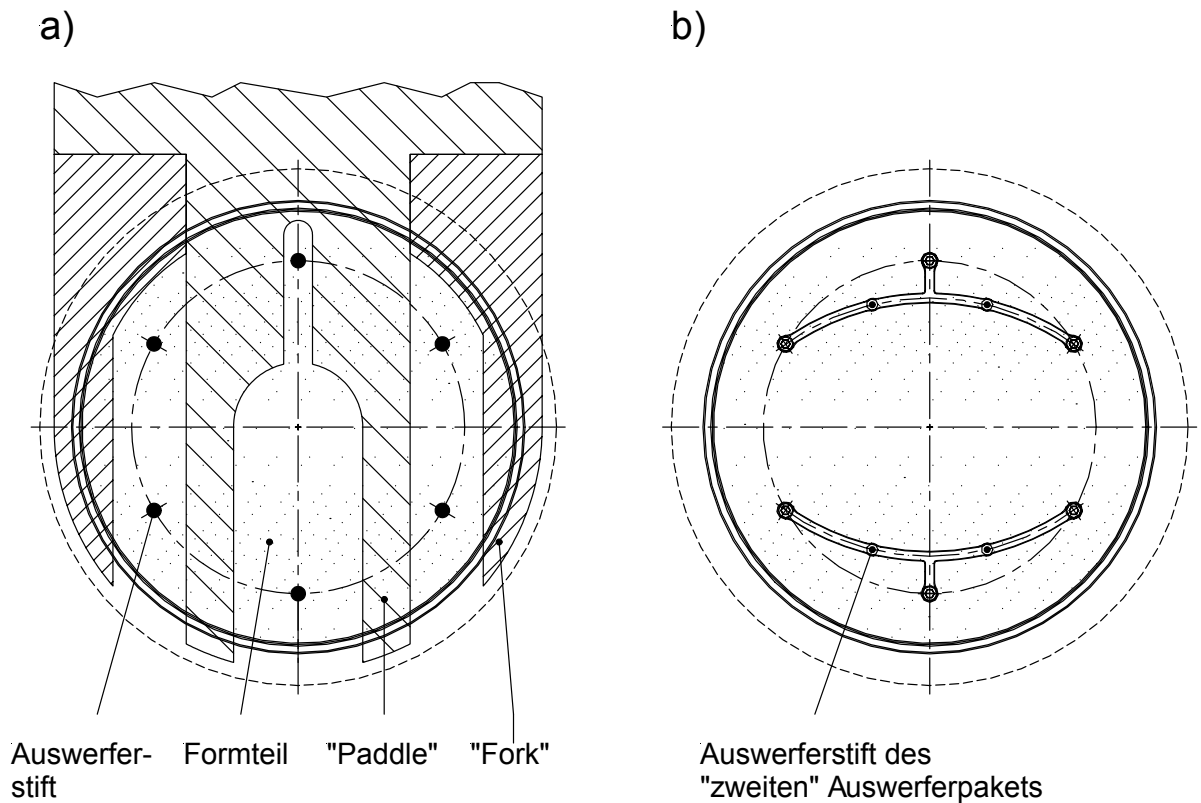 a)
b)
Auswerfer-
stift
Formteil
"Paddle"
"Fork"
Auswerferstift des
"zweiten" Auswerferpakets